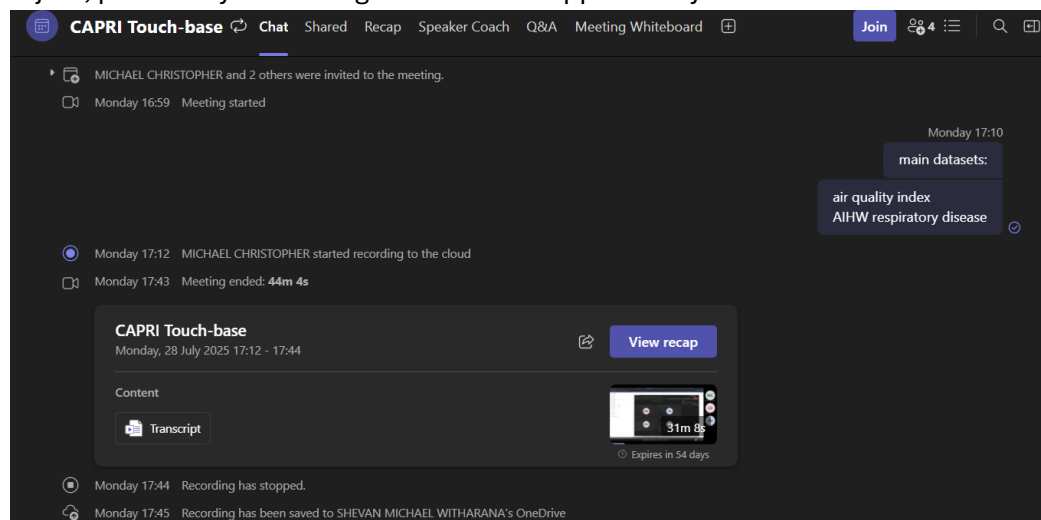 CAPRI Touch-base Chat Shared Recap Speaker Coach Q&A Meeting Whiteboard Join 4
MICHAEL CHRISTOPHER and 2 others were invited to the meeting.
Monday 16:59 Meeting started
Monday 17:10
main datasets:
air quality index
AIHW respiratory disease
Monday 17:12 MICHAEL CHRISTOPHER started recording to the cloud
Monday 17:43 Meeting ended: 44m 4s
CAPRI Touch-base
Monday, 28 July 2025 17:12 - 17:44
View recap
Content
Transcript
31m 8s
Expires in 54 days
Monday 17:44 Recording has stopped.
Monday 17:45 Recording has been saved to SHEVAN MICHAEL WITHARANA's OneDrive